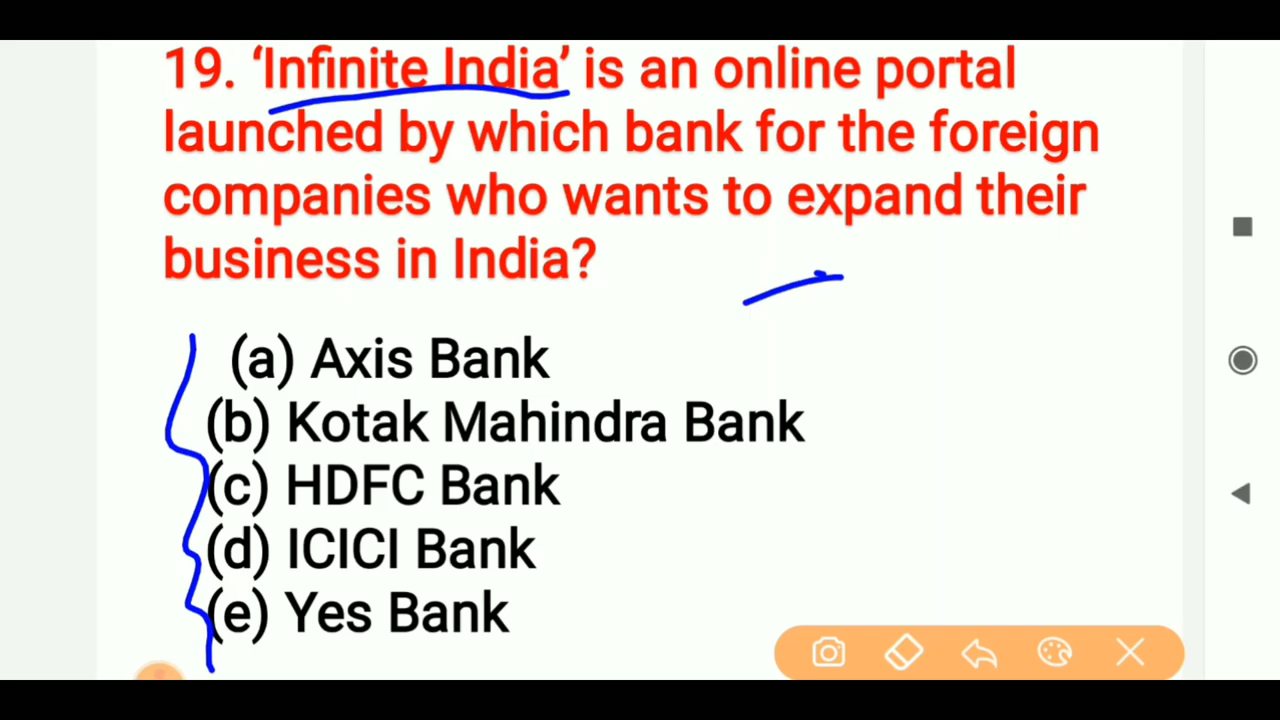 19. ‘Infinite India’ is an online portal
launched by which bank for the foreign
companies who wants to expand their
business in India?
(a) Axis Bank
(b) Kotak Mahindra Bank
(c) HDFC Bank
(d) ICICI Bank
(e) Yes Bank